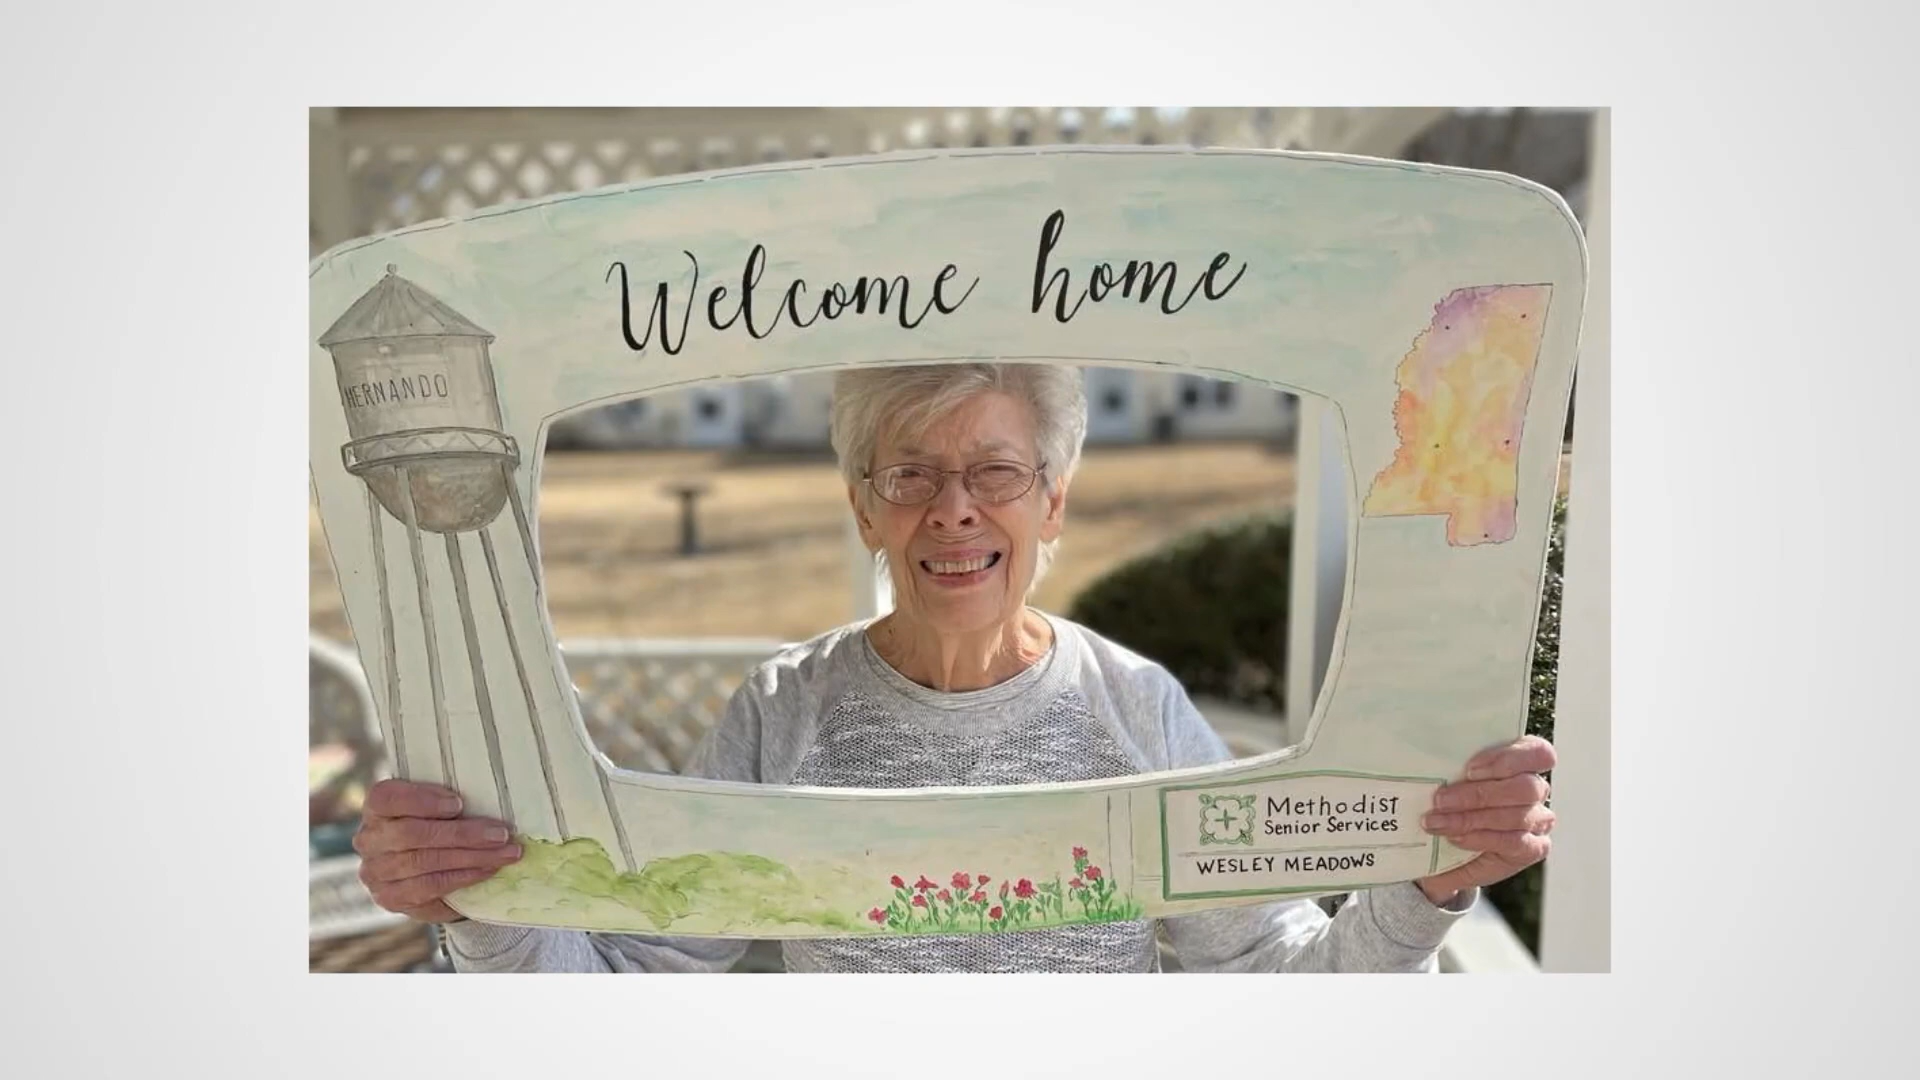 Welcome home
HERNANDO
Methodist
Senior Services
WESLEY MEADOWS